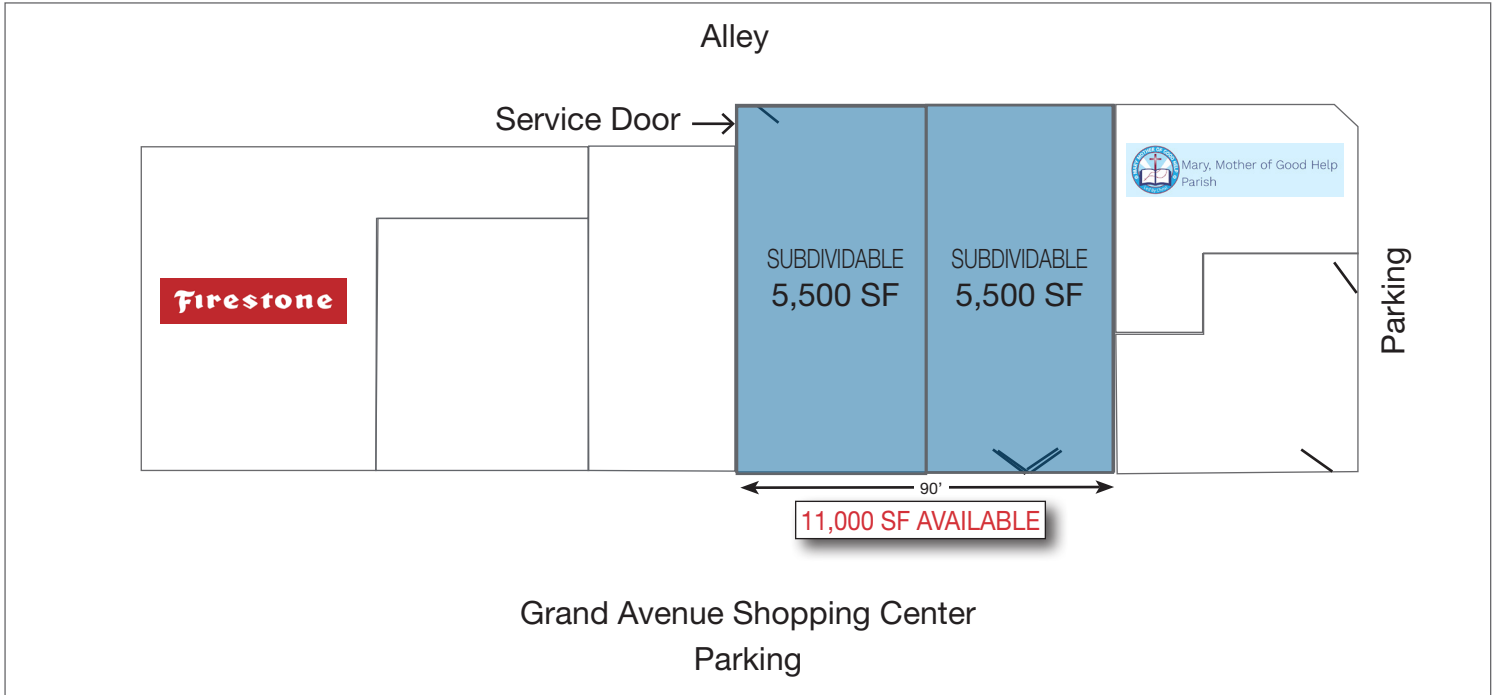 Alley
Service Door
Mary, Mother of Good Help
Parish
SUBDIVIDABLE
5,500 SF
SUBDIVIDABLE
5,500 SF
Firestone
Parking
90'
11,000 SF AVAILABLE
Grand Avenue Shopping Center
Parking